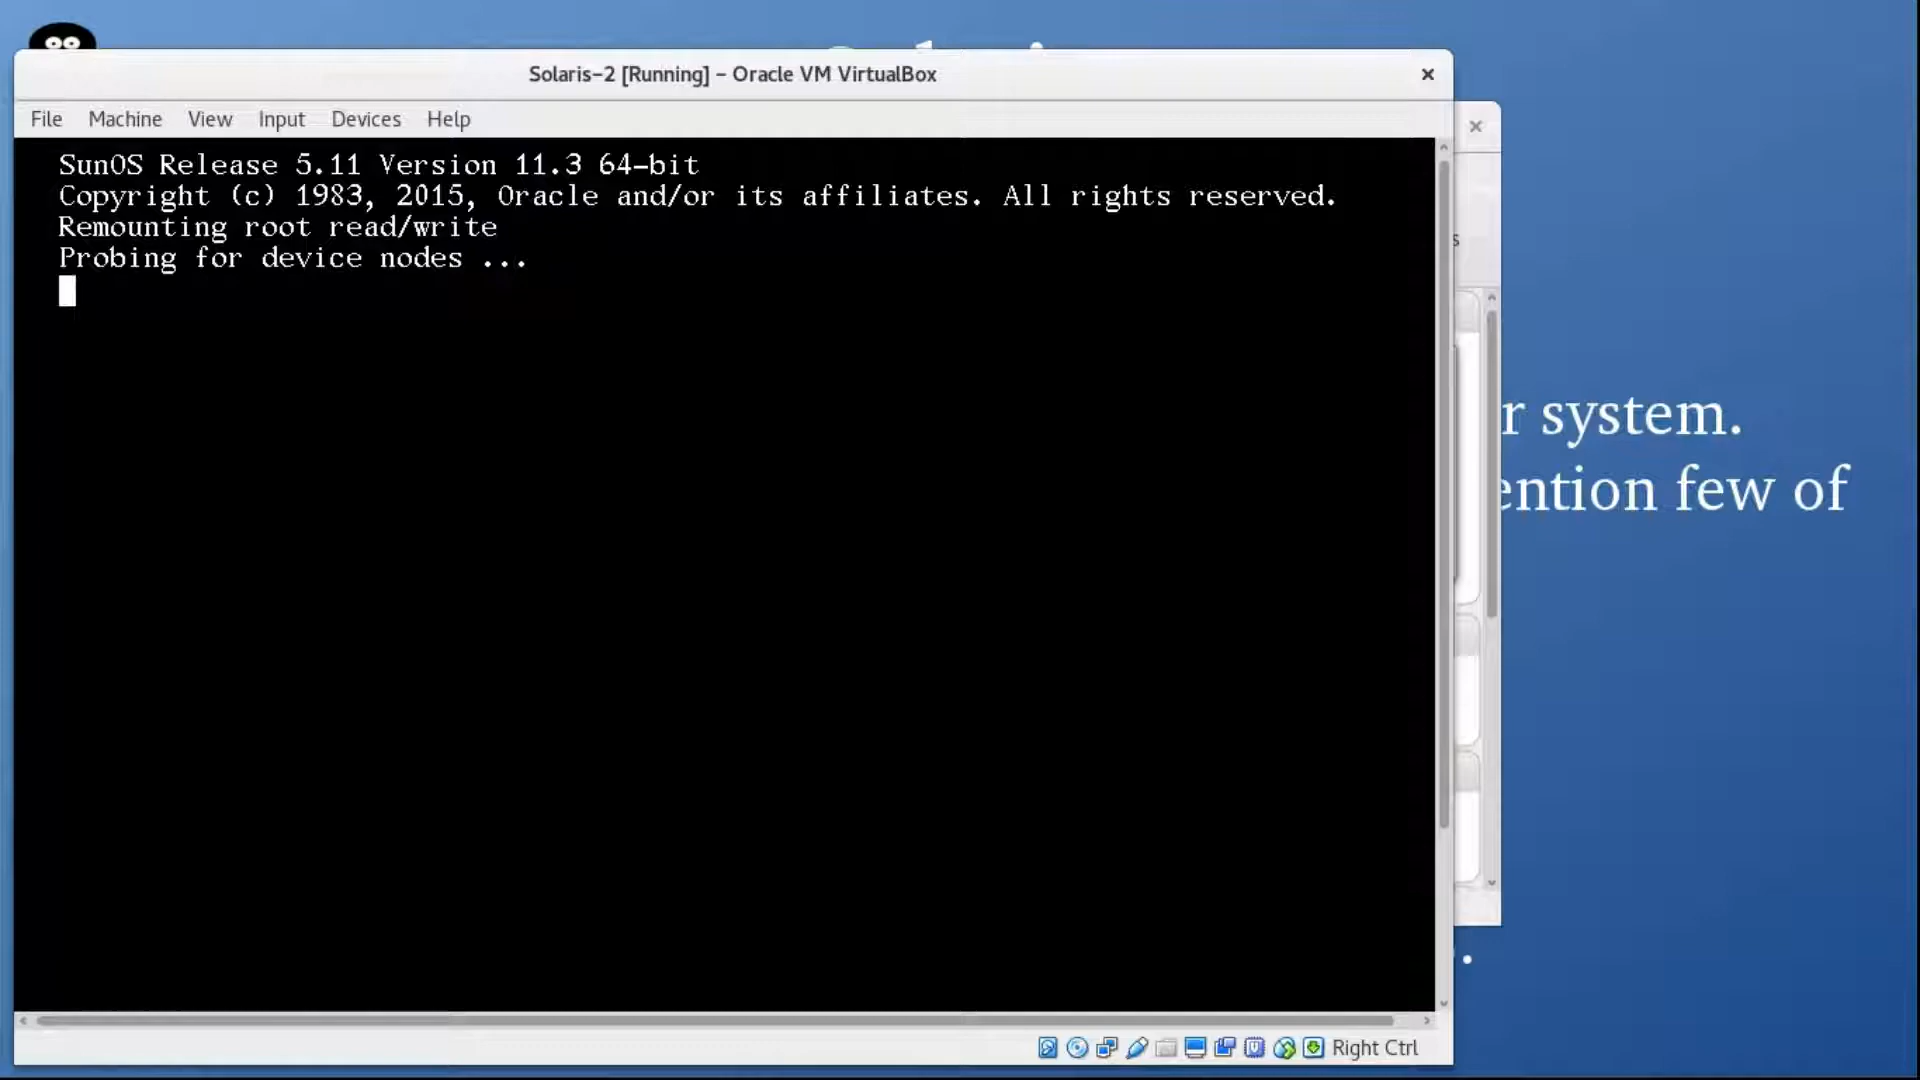 Solaris-2 [Running] - Oracle VM VirtualBox
File Machine View Input Devices Help
SunOS Release 5.11 Version 11.3 64-bit
Copyright (c) 1983, 2015, Oracle and/or its affiliates. All rights reserved.
Remounting root read/write
Probing for device nodes ...
r system.
ention few of
Right Ctrl